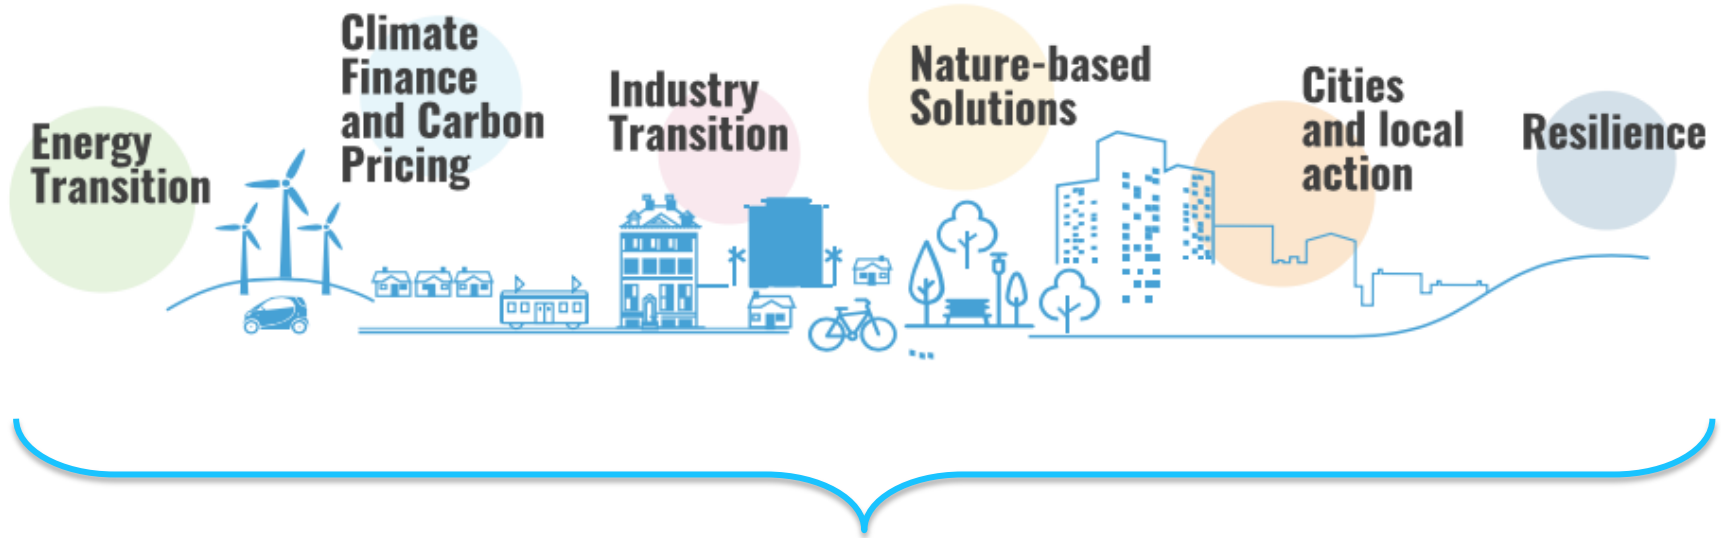 Energy
Transition
Climate
Finance
and Carbon
Pricing
Industry
Transition
Nature-based
Solutions
Cities
and local
action
Resilience